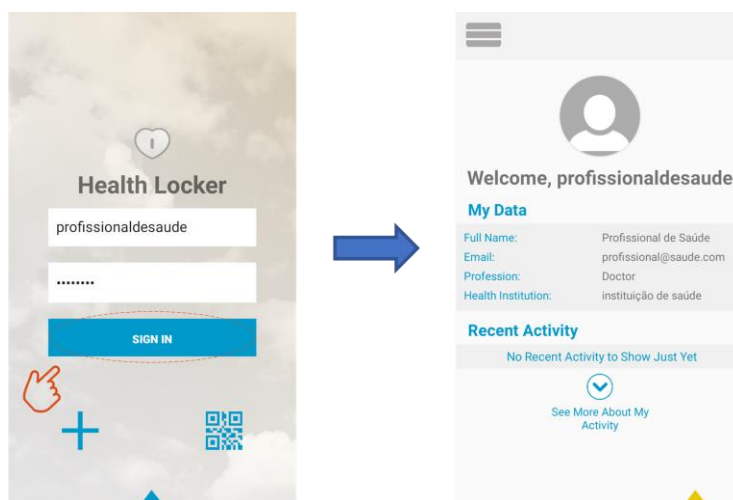 Health Locker
profissionaldesaude
••••••••
SIGN IN
Welcome, profissionaldesaude
My Data
Full Name: Profissional de Saúde
Email: profissional@saude.com
Profession: Doctor
Health Institution: instituição de saúde
Recent Activity
No Recent Activity to Show Just Yet
See More About My
Activity